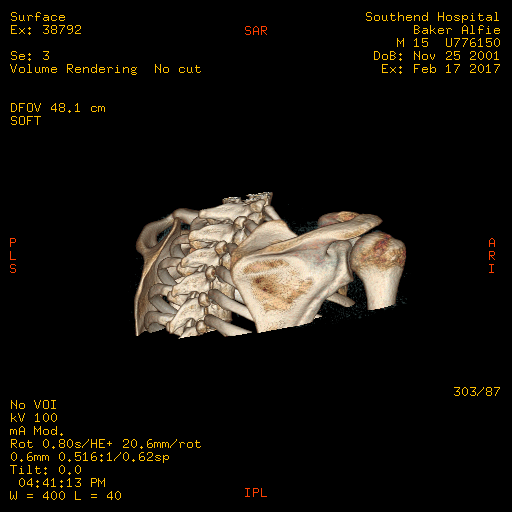 Surface
Ex: 38792
Se: 3
Volume Rendering No cut
DFOV 48.1 cm
SOFT
SAR
Southend Hospital
Baker Alfie
M 15 U776150
DoB: Nov 25 2001
Ex: Feb 17 2017
P
L
S
A
R
I
303/87
No VOI
kV 100
mA Mod.
Rot 0.80s/HE+ 20.6mm/rot
0.6mm 0.516:1/0.62sp
Tilt: 0.0
04:41:13 PM
W = 400 L = 40
IPL